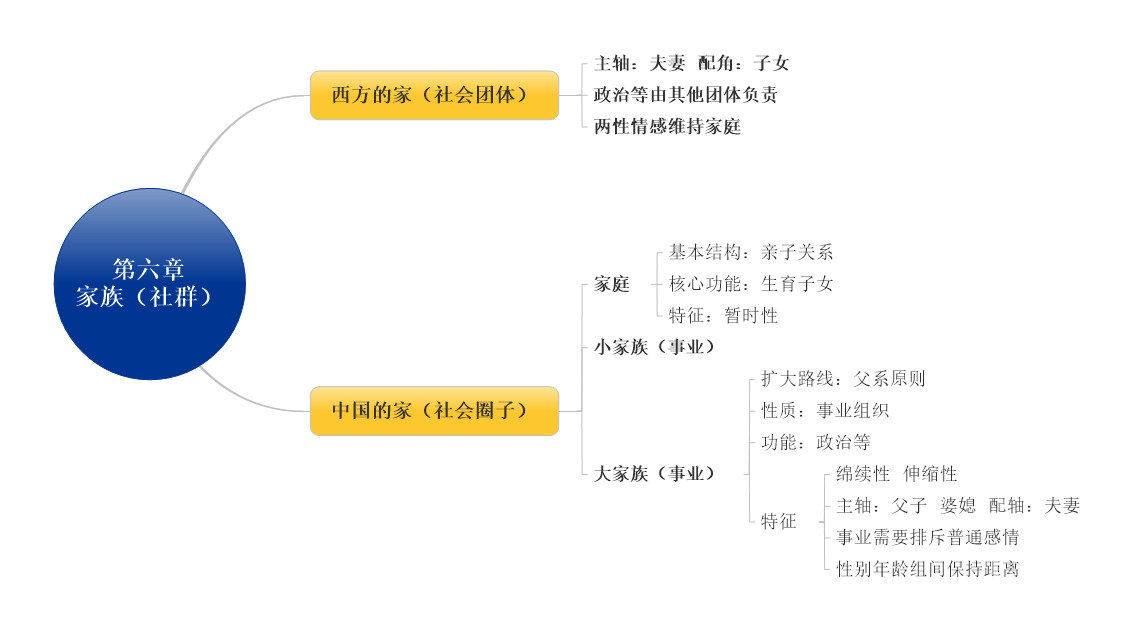 第六章
家族（社群）
西方的家（社会团体）
主轴：夫妻  配角：子女
政治等由其他团体负责
两性情感维持家庭
中国的家（社会圈子）
家庭
基本结构：亲子关系
核心功能：生育子女
特征：暂时性
小家族（事业）
大家族（事业）
扩大路线：父系原则
性质：事业组织
功能：政治等
特征
绵续性  伸缩性
主轴：父子  婆媳  配轴：夫妻
事业需要排斥普通感情
性别年龄组间保持距离